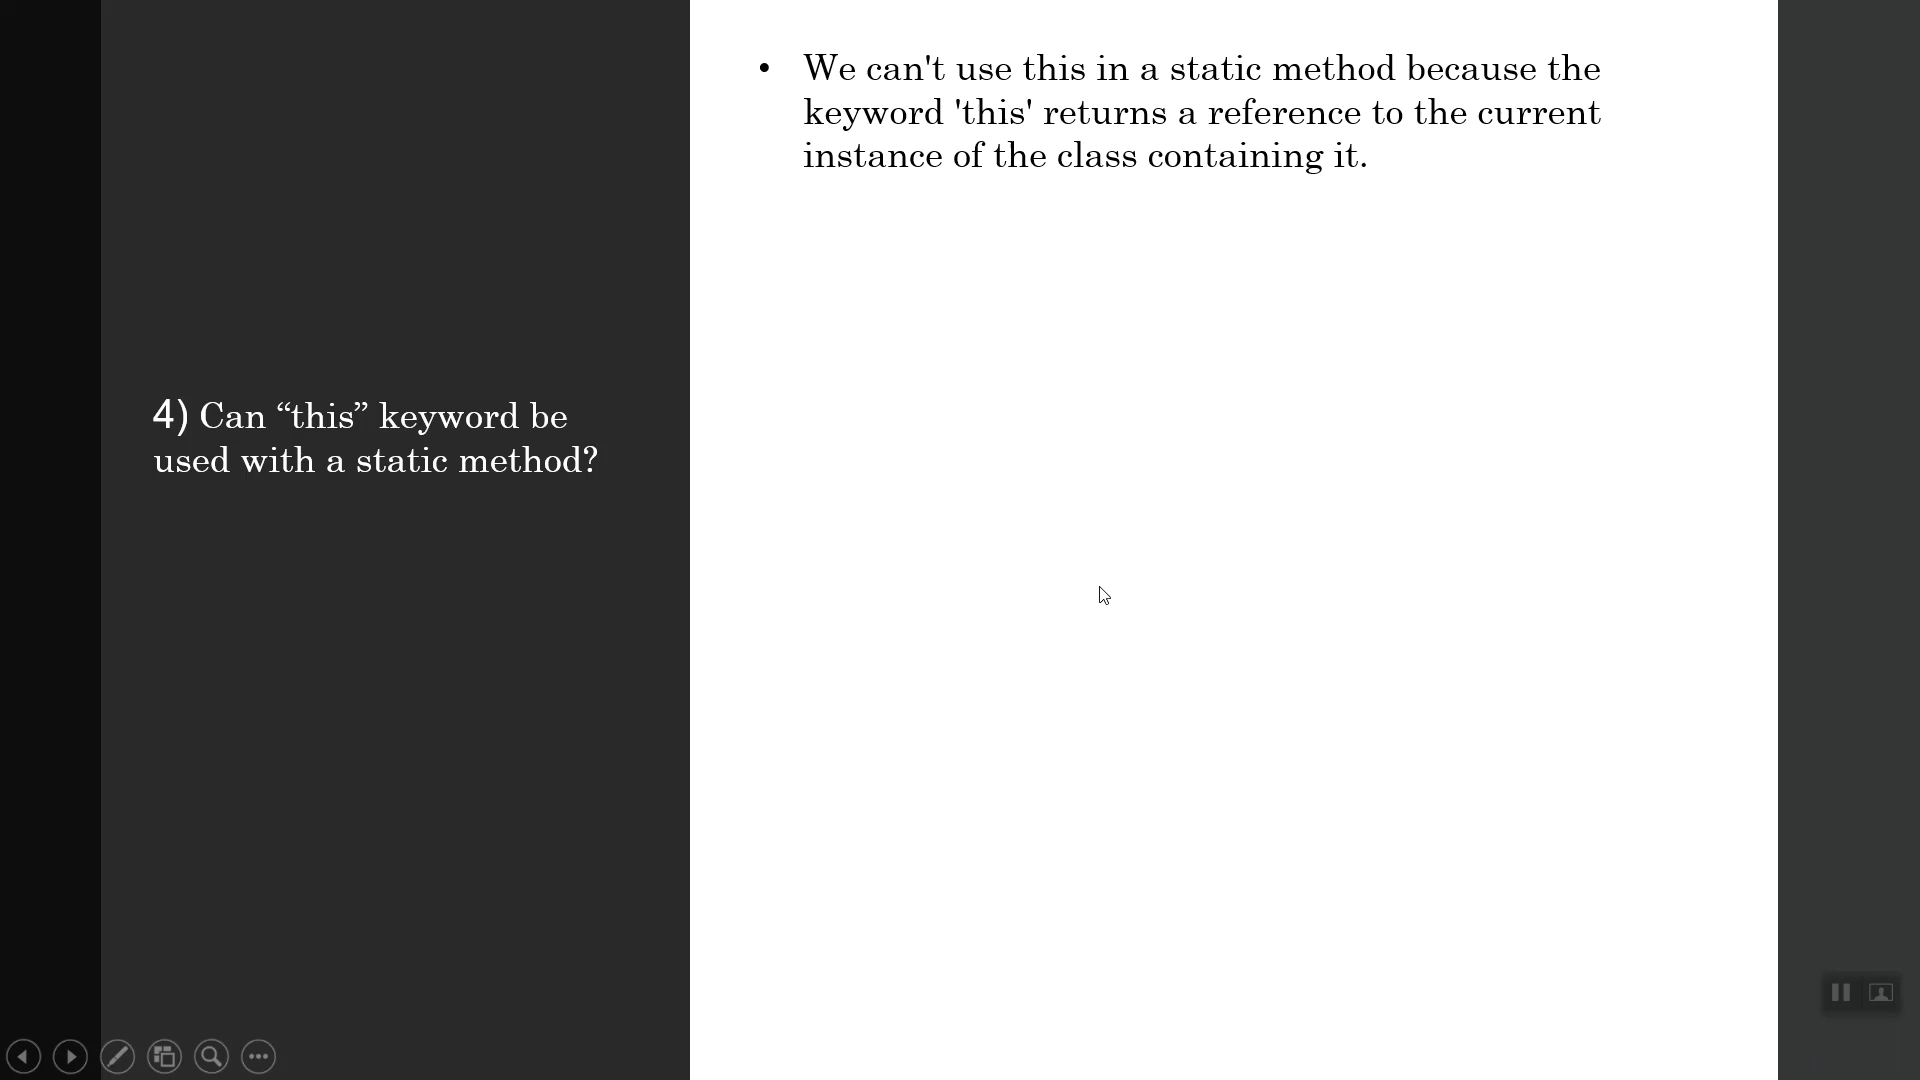 4) Can “this” keyword be
used with a static method?
• We can't use this in a static method because the
keyword 'this' returns a reference to the current
instance of the class containing it.